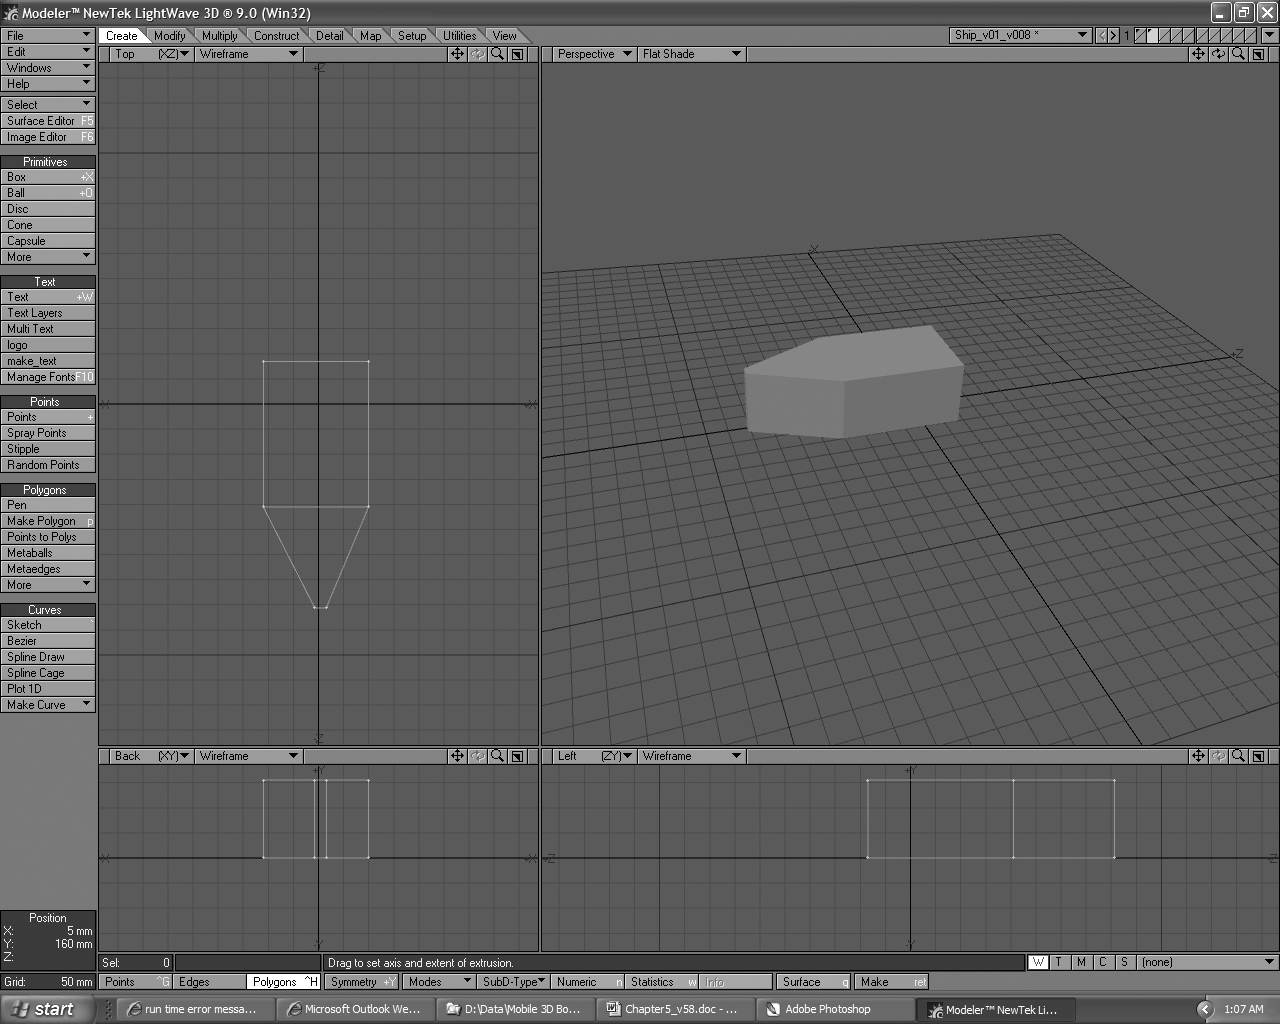 Modeler™ NewTek LightWave 3D ® 9.0 (Win32)
File
Edit
Windows
Help
Select
Surface Editor F5
Image Editor F6
Primitives
Box +X
Ball +O
Disc
Cone
Capsule
More
Text
Text +W
Text Layers
Multi Text
logo
make_text
Manage Fonts F10
Points
Points +
Spray Points
Stipple
Random Points
Polygons
Pen
Make Polygon p
Points to Polys
Metaballs
Metaedges
More
Curves
Sketch `
Bezier
Spline Draw
Spline Cage
Plot 1D
Make Curve
Create Modify Multiply Construct Detail Map Setup Utilities View
Ship_v01_v008 * 1
Top (XZ) Wireframe
Perspective Flat Shade
Back (XY) Wireframe
Left (ZY) Wireframe
Position
X: 5 mm
Y: 160 mm
Z:
Grid: 50 mm
Sel: 0
Drag to set axis and extent of extrusion.
W T M C S (none)
Points ^G Edges Polygons ^H Symmetry +Y Modes SubD-Type Numeric n Statistics w Info Surface q Make ret
start
run time error messa...
Microsoft Outlook We...
D:\Data\Mobile 3D Bo...
Chapter5_v58.doc - ...
Adobe Photoshop
Modeler™ NewTek Li...
1:07 AM